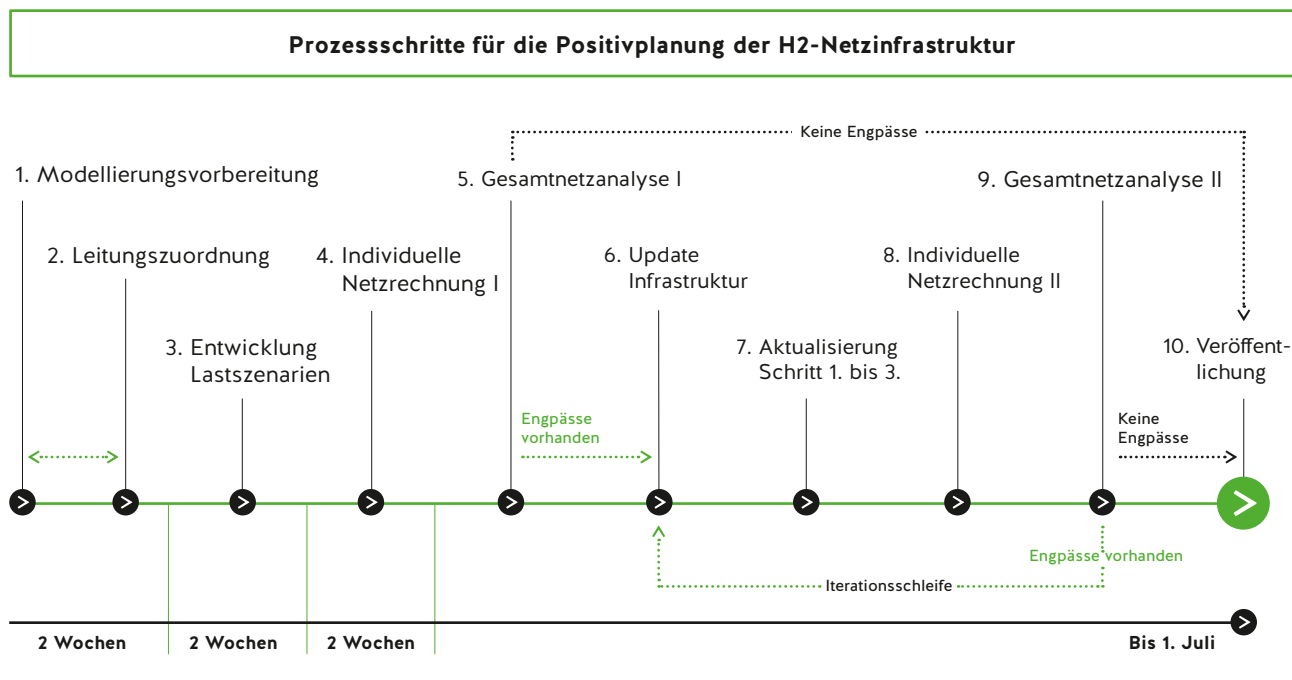 Prozessschritte für die Positivplanung der H2-Netzinfrastruktur
Keine Engpässe
1. Modellierungsvorbereitung
5. Gesamtnetzanalyse I
9. Gesamtnetzanalyse II
2. Leitungszuordnung
4. Individuelle
Netzrechnung I
6. Update
Infrastruktur
8. Individuelle
Netzrechnung II
3. Entwicklung
Lastszenarien
7. Aktualisierung
Schritt 1. bis 3.
10. Veröffent-
lichung
Engpässe
vorhanden
Keine
Engpässe
Engpässe vorhanden
Iterationsschleife
2 Wochen
2 Wochen
2 Wochen
Bis 1. Juli